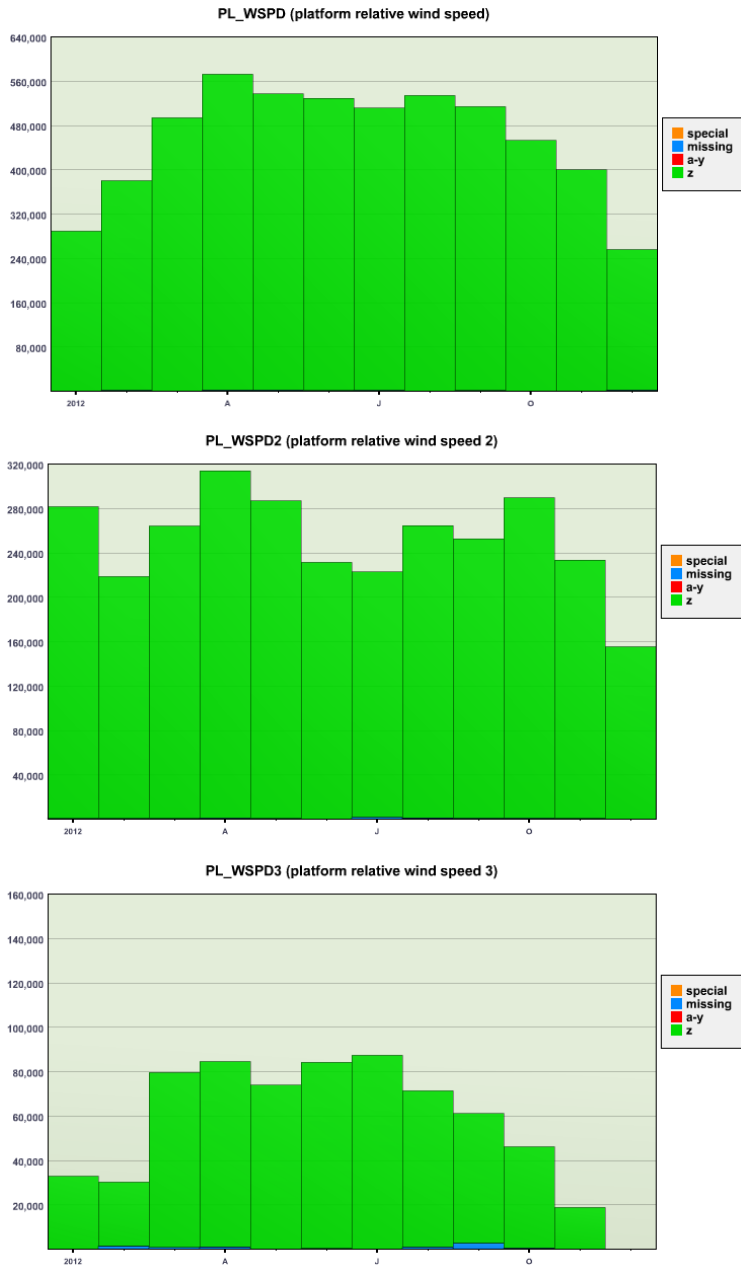 PL_WSPD (platform relative wind speed)
640,000
560,000
480,000
400,000
320,000
240,000
160,000
80,000
2012 A J O
special
missing
a-y
z
PL_WSPD2 (platform relative wind speed 2)
320,000
280,000
240,000
200,000
160,000
120,000
80,000
40,000
2012 A J O
special
missing
a-y
z
PL_WSPD3 (platform relative wind speed 3)
160,000
140,000
120,000
100,000
80,000
60,000
40,000
20,000
2012 A J O
special
missing
a-y
z